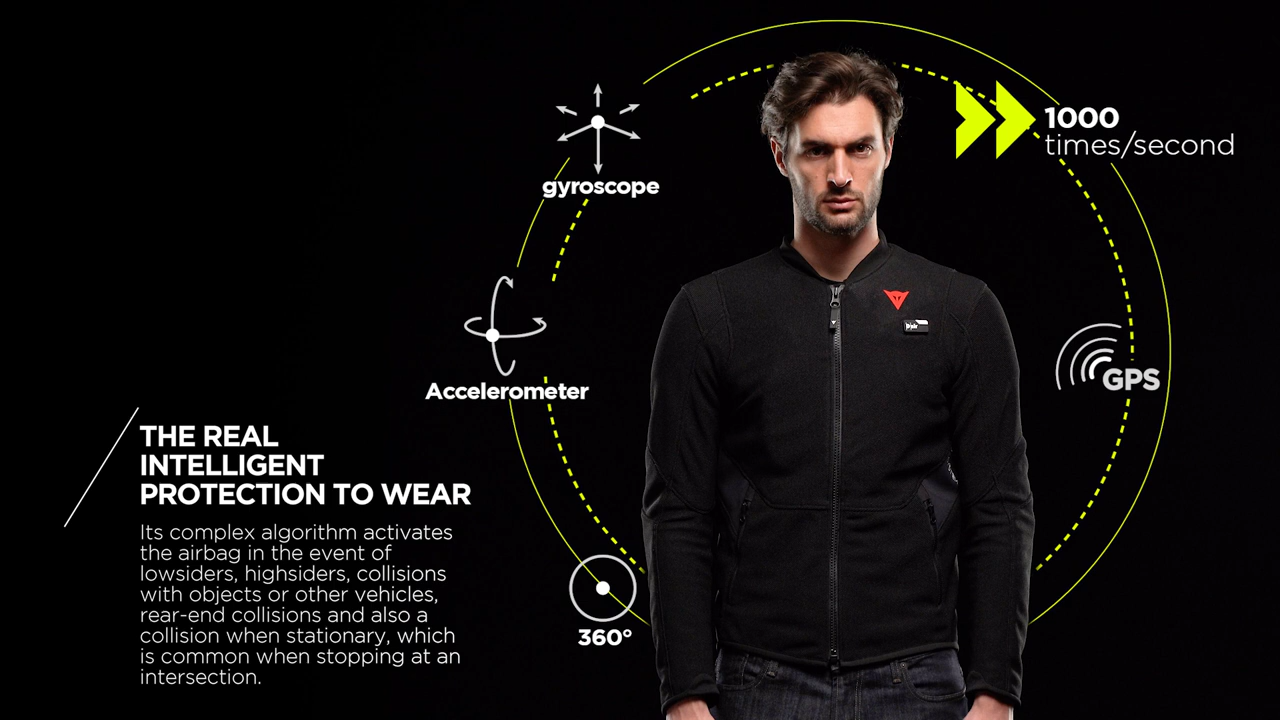 1000
times/second
gyroscope
Accelerometer
GPS
THE REAL
INTELLIGENT
PROTECTION TO WEAR
Its complex algorithm activates
the airbag in the event of
lowsiders, highsiders, collisions
with objects or other vehicles,
rear-end collisions and also a
collision when stationary, which
is common when stopping at an
intersection.
360°